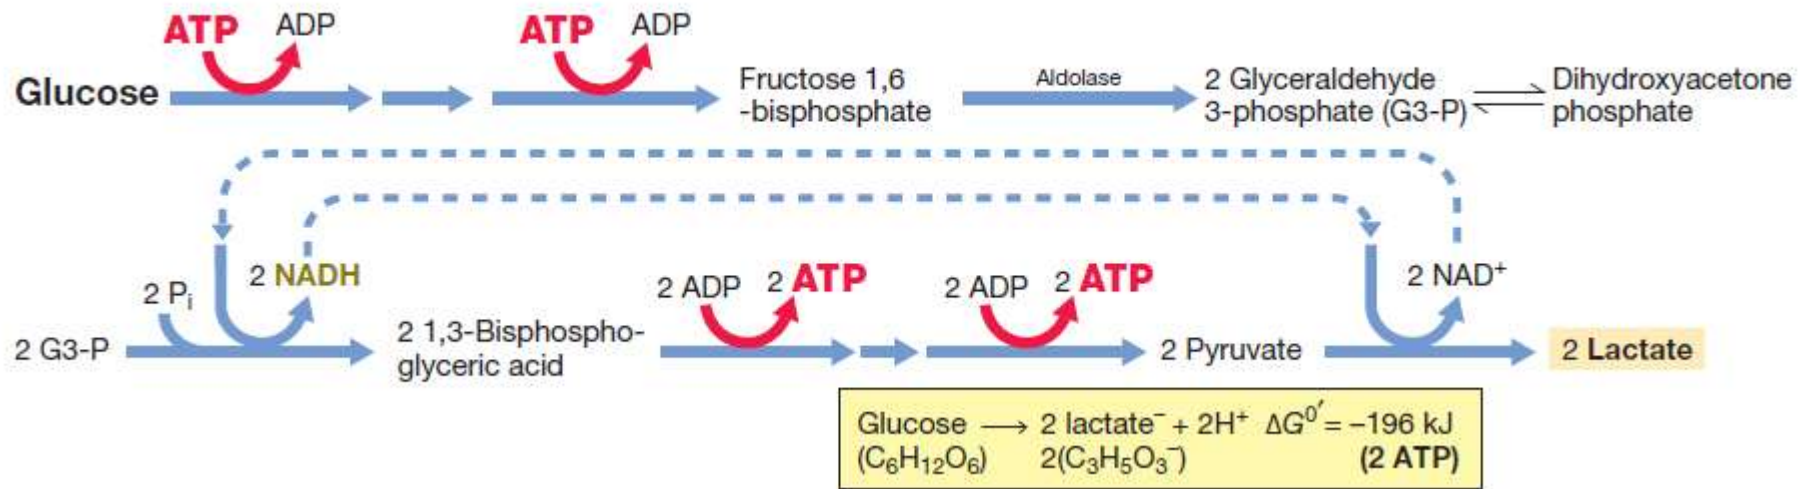 ATP ADP ATP ADP
Glucose
Fructose 1,6
-bisphosphate
Aldolase
2 Glyceraldehyde
3-phosphate (G3-P)
Dihydroxyacetone
phosphate
2 G3-P
2 Pᵢ
2 NADH
2 1,3-Bisphospho-
glyceric acid
2 ADP 2 ATP
2 ADP 2 ATP
2 Pyruvate
2 NAD⁺
2 Lactate
Glucose ⟶ 2 lactate⁻ + 2H⁺ ΔG⁰′ = –196 kJ
(C₆H₁₂O₆) 2(C₃H₅O₃⁻) (2 ATP)